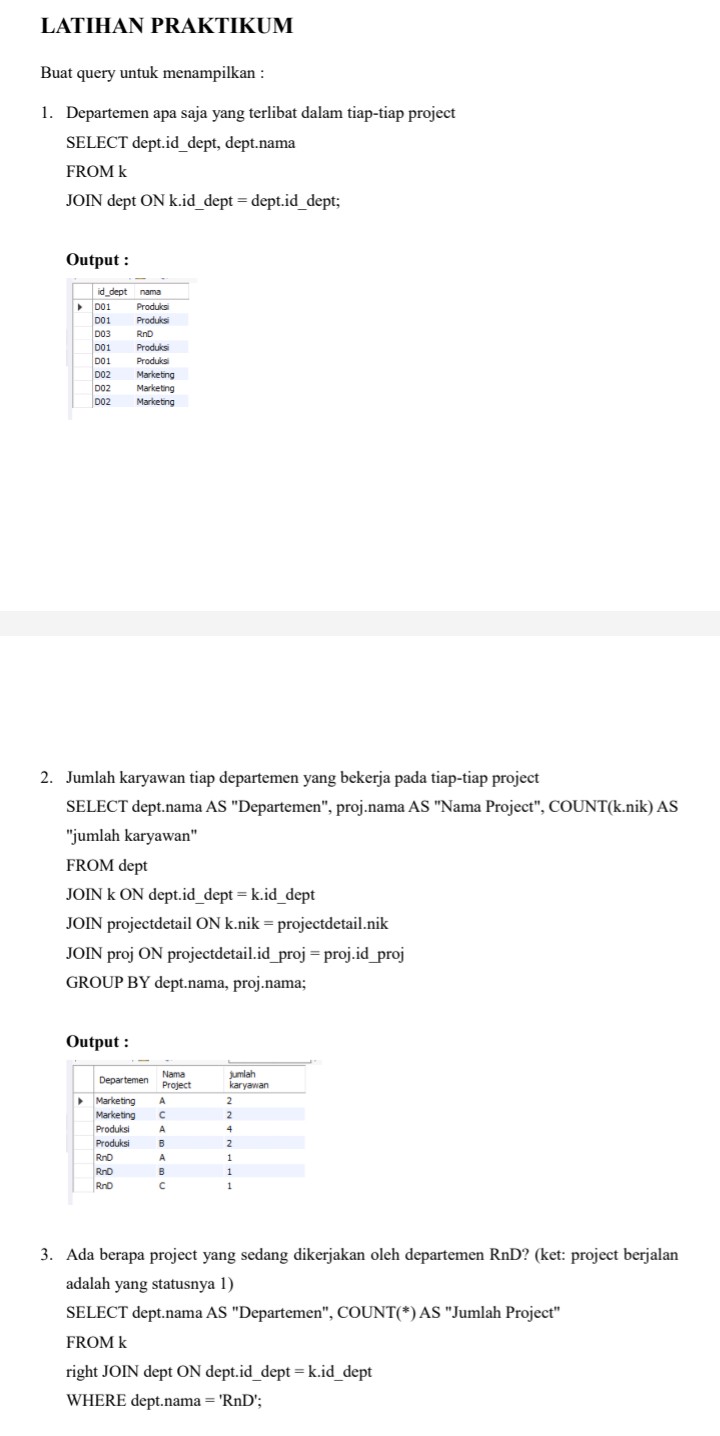 LATIHAN PRAKTIKUM
Buat query untuk menampilkan :
1. Departemen apa saja yang terlibat dalam tiap-tiap project
SELECT dept.id_dept, dept.nama
FROM k
JOIN dept ON k.id_dept = dept.id_dept;
Output :
id_dept nama
D01 Produksi
D01 Produksi
D03 RnD
D01 Produksi
D01 Produksi
D02 Marketing
D02 Marketing
D02 Marketing
2. Jumlah karyawan tiap departemen yang bekerja pada tiap-tiap project
SELECT dept.nama AS "Departemen", proj.nama AS "Nama Project", COUNT(k.nik) AS
"jumlah karyawan"
FROM dept
JOIN k ON dept.id_dept = k.id_dept
JOIN projectdetail ON k.nik = projectdetail.nik
JOIN proj ON projectdetail.id_proj = proj.id_proj
GROUP BY dept.nama, proj.nama;
Output :
Departemen Nama Project jumlah karyawan
Marketing A 2
Marketing C 2
Produksi A 4
Produksi B 2
RnD A 1
RnD B 1
RnD C 1
3. Ada berapa project yang sedang dikerjakan oleh departemen RnD? (ket: project berjalan
adalah yang statusnya 1)
SELECT dept.nama AS "Departemen", COUNT(*) AS "Jumlah Project"
FROM k
right JOIN dept ON dept.id_dept = k.id_dept
WHERE dept.nama = 'RnD';